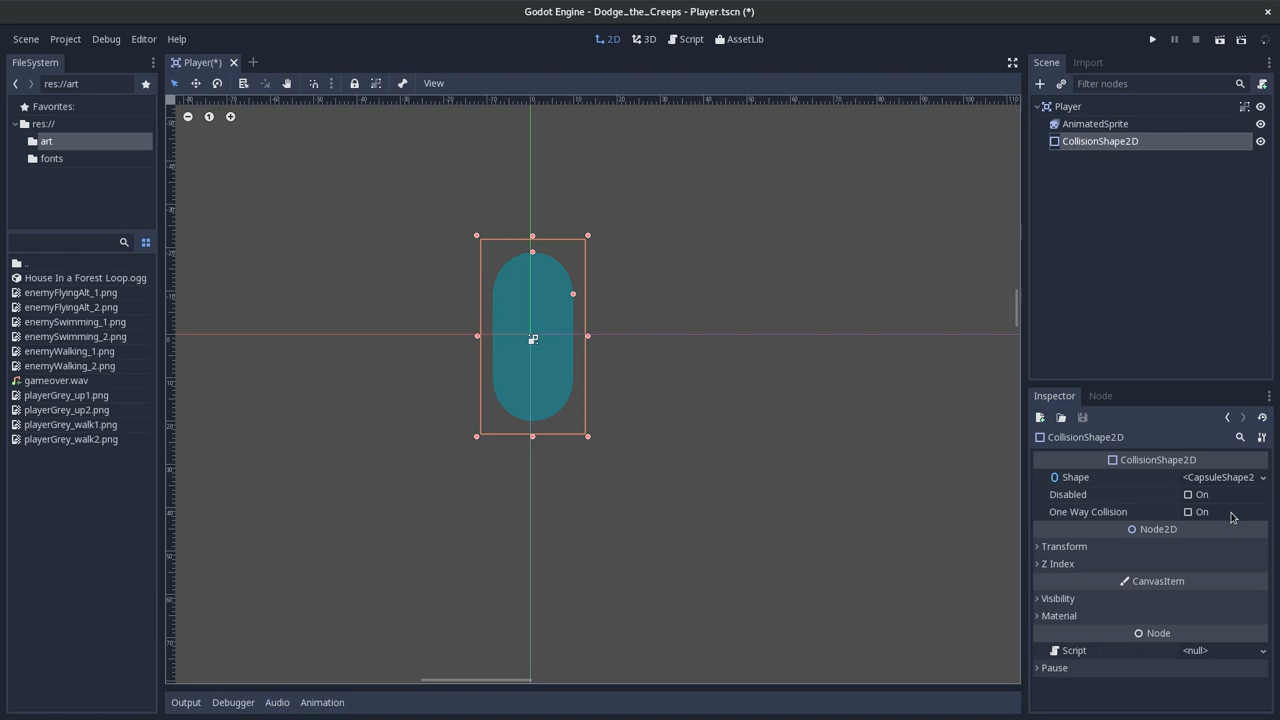 Godot Engine - Dodge_the_Creeps - Player.tscn (*)
Scene Project Debug Editor Help
2D 3D Script AssetLib
FileSystem
res://art
Favorites:
res://
art
fonts
..
House In a Forest Loop.ogg
enemyFlyingAlt_1.png
enemyFlyingAlt_2.png
enemySwimming_1.png
enemySwimming_2.png
enemyWalking_1.png
enemyWalking_2.png
gameover.wav
playerGrey_up1.png
playerGrey_up2.png
playerGrey_walk1.png
playerGrey_walk2.png
Player(*)
View
Output Debugger Audio Animation
Scene Import
Filter nodes
Player
AnimatedSprite
CollisionShape2D
Inspector Node
CollisionShape2D
CollisionShape2D
Shape <CapsuleShape2
Disabled On
One Way Collision On
Node2D
Transform
Z Index
CanvasItem
Visibility
Material
Node
Script <null>
Pause